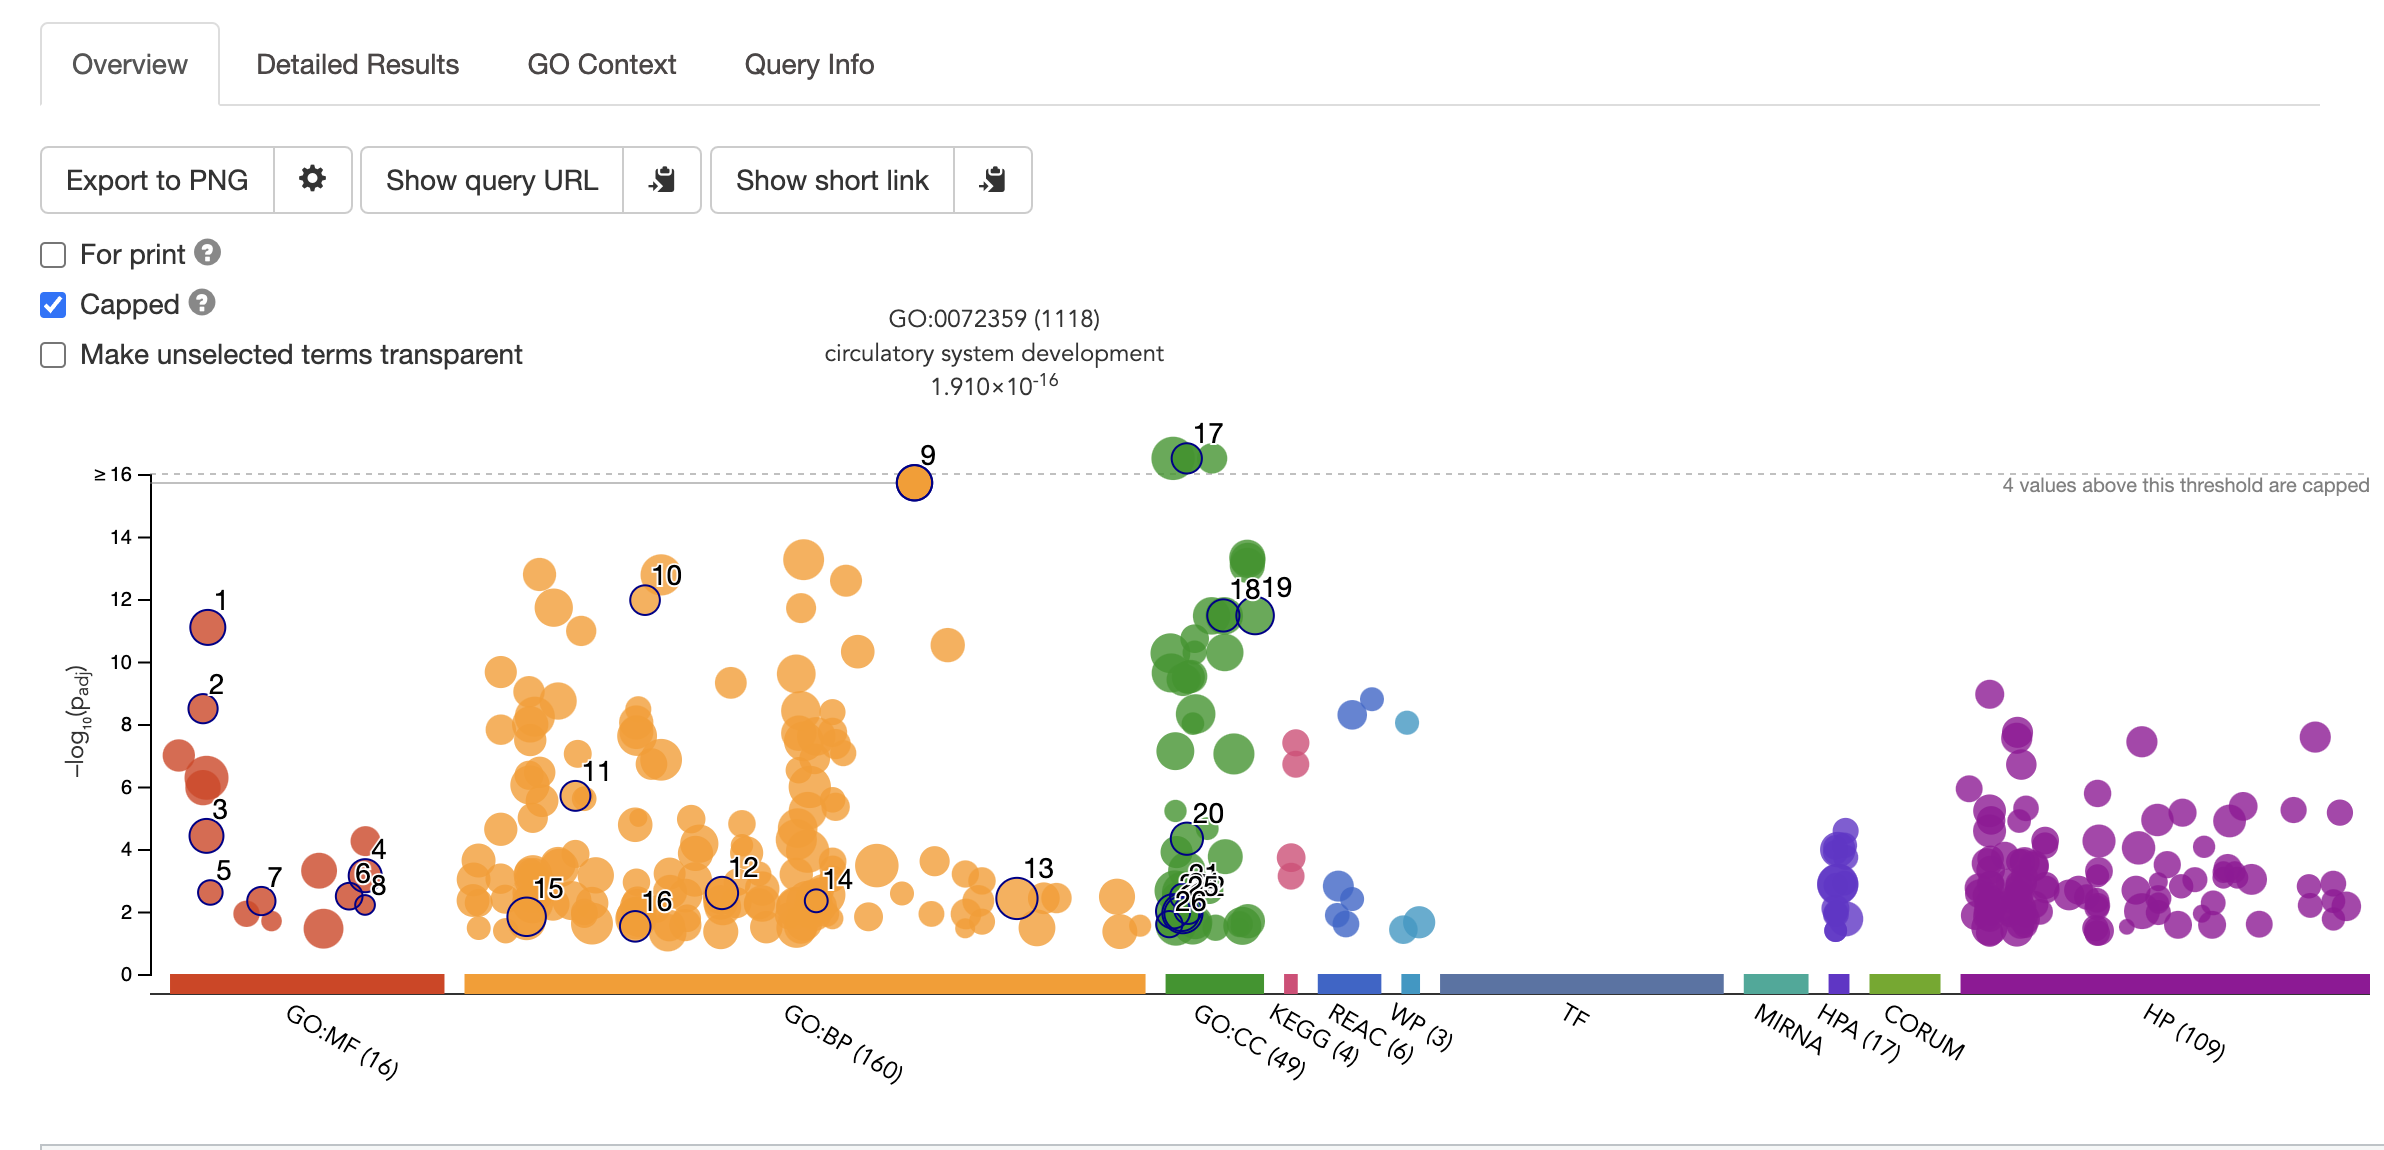 Overview Detailed Results GO Context Query Info
Export to PNG Show query URL Show short link
For print ?
Capped ?
Make unselected terms transparent
GO:0072359 (1118)
circulatory system development
1.910×10⁻¹⁶
4 values above this threshold are capped
−log₁₀(padj)
≥ 16
14
12
10
8
6
4
2
0
1
2
3
4
5
6
7
8
9
10
11
12
13
14
15
16
17
18
19
20
25
26
GO:MF (16)
GO:BP (160)
GO:CC (49)
KEGG (4)
REAC (6)
WP (3)
TF
MIRNA
HPA (17)
CORUM
HP (109)